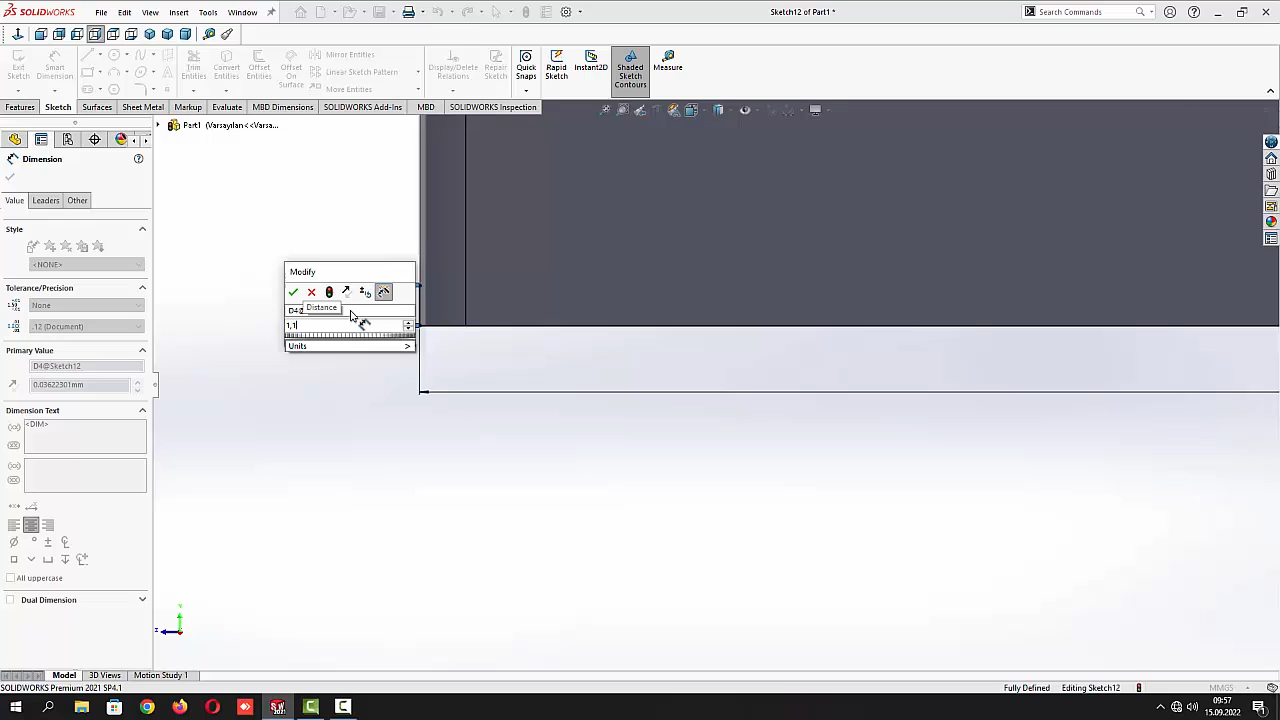 SOLIDWORKS File Edit View Insert Tools Window
Sketch12 of Part1 *
Search Commands
Exit Sketch
Smart Dimension
Trim Entities
Convert Entities
Offset Entities
Offset On Surface
Mirror Entities
Linear Sketch Pattern
Move Entities
Display/Delete Relations
Repair Sketch
Quick Snaps
Rapid Sketch
Instant2D
Shaded Sketch Contours
Measure
Features Sketch Surfaces Sheet Metal Markup Evaluate MBD Dimensions SOLIDWORKS Add-Ins MBD SOLIDWORKS Inspection
Part1 (Varsayılan<<Varsa...
Dimension
Value Leaders Other
Style
<NONE>
Tolerance/Precision
None
.12 (Document)
Primary Value
D4@Sketch12
0.03622301mm
Dimension Text
<DIM>
All uppercase
Dual Dimension
Modify
Distance
1,1
Units >
Model 3D Views Motion Study 1
SOLIDWORKS Premium 2021 SP4.1
Fully Defined Editing Sketch12
MMGS
09:57
15.09.2022